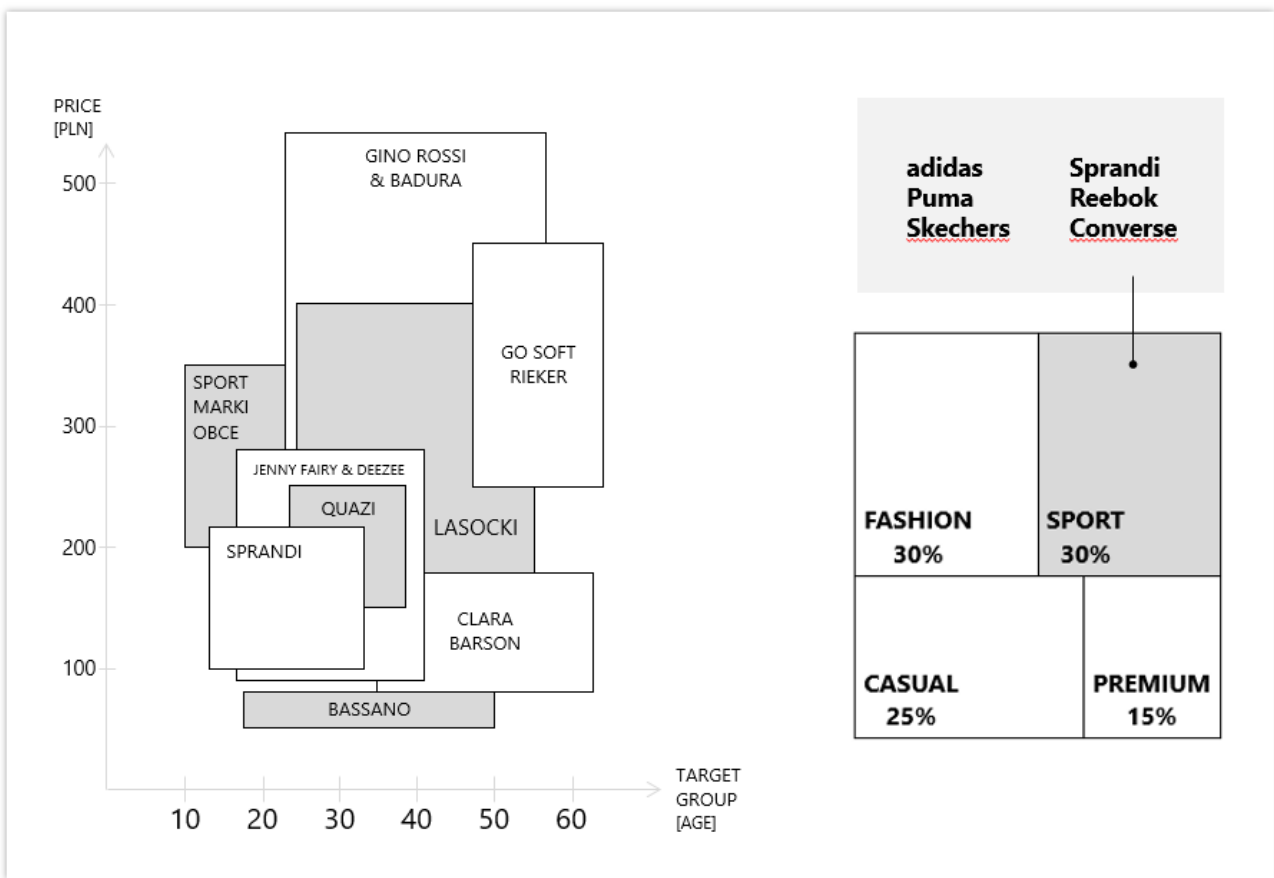 PRICE
[PLN]
500
400
300
200
100
GINO ROSSI
& BADURA
GO SOFT
RIEKER
SPORT
MARKI
OBCE
JENNY FAIRY & DEEZEE
QUAZI
LASOCKI
SPRANDI
CLARA
BARSON
BASSANO
10 20 30 40 50 60
TARGET
GROUP
[AGE]
adidas
Puma
Skechers
Sprandi
Reebok
Converse
FASHION
30%
SPORT
30%
CASUAL
25%
PREMIUM
15%